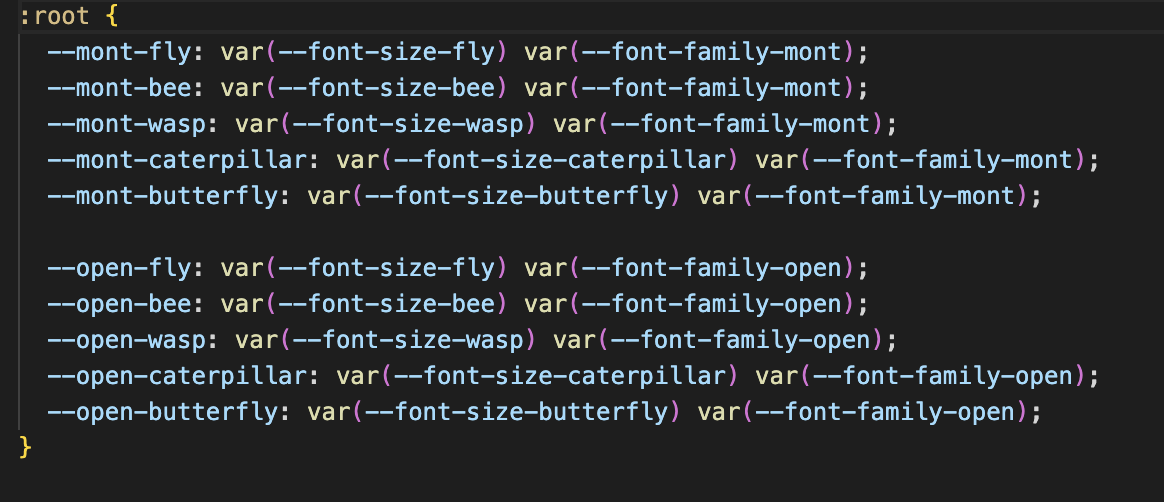 :root {
--mont-fly: var(--font-size-fly) var(--font-family-mont);
--mont-bee: var(--font-size-bee) var(--font-family-mont);
--mont-wasp: var(--font-size-wasp) var(--font-family-mont);
--mont-caterpillar: var(--font-size-caterpillar) var(--font-family-mont);
--mont-butterfly: var(--font-size-butterfly) var(--font-family-mont);
--open-fly: var(--font-size-fly) var(--font-family-open);
--open-bee: var(--font-size-bee) var(--font-family-open);
--open-wasp: var(--font-size-wasp) var(--font-family-open);
--open-caterpillar: var(--font-size-caterpillar) var(--font-family-open);
--open-butterfly: var(--font-size-butterfly) var(--font-family-open);
}